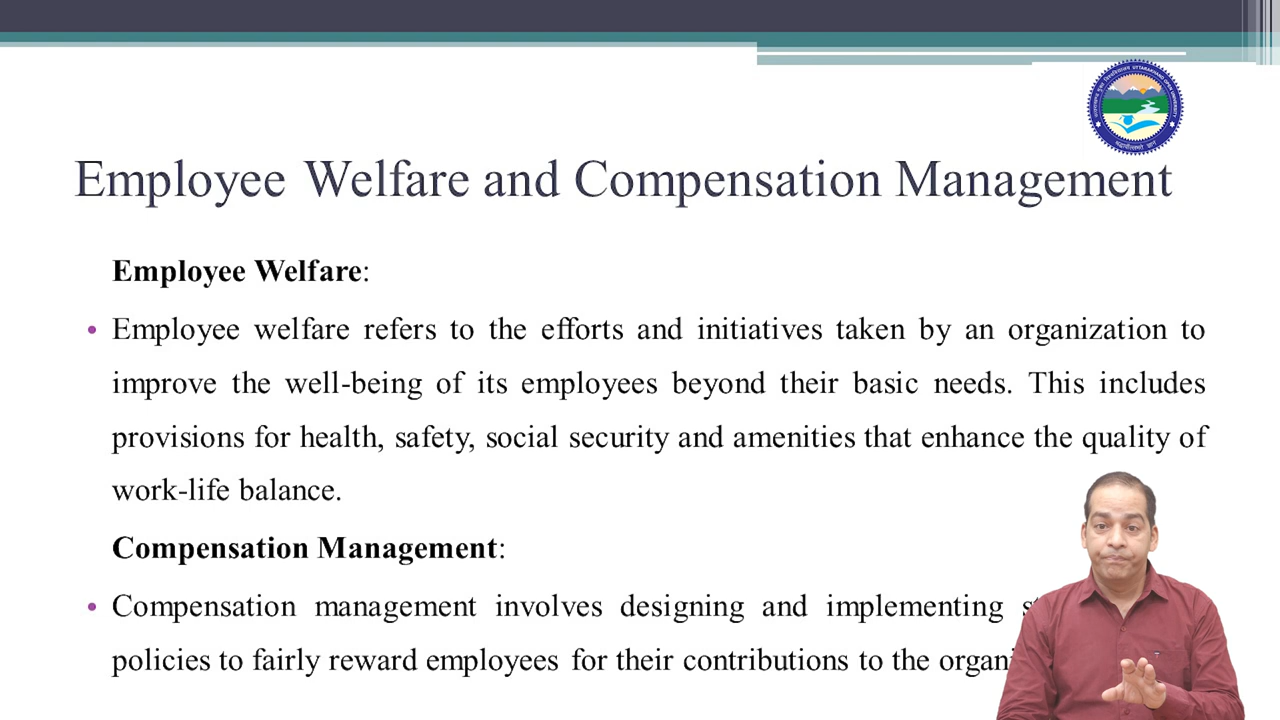 UTTARAKHAND OPEN UNIVERSITY
Employee Welfare and Compensation Management
Employee Welfare:
• Employee welfare refers to the efforts and initiatives taken by an organization to
improve the well-being of its employees beyond their basic needs. This includes
provisions for health, safety, social security and amenities that enhance the quality of
work-life balance.
Compensation Management:
• Compensation management involves designing and implementing
policies to fairly reward employees for their contributions to the